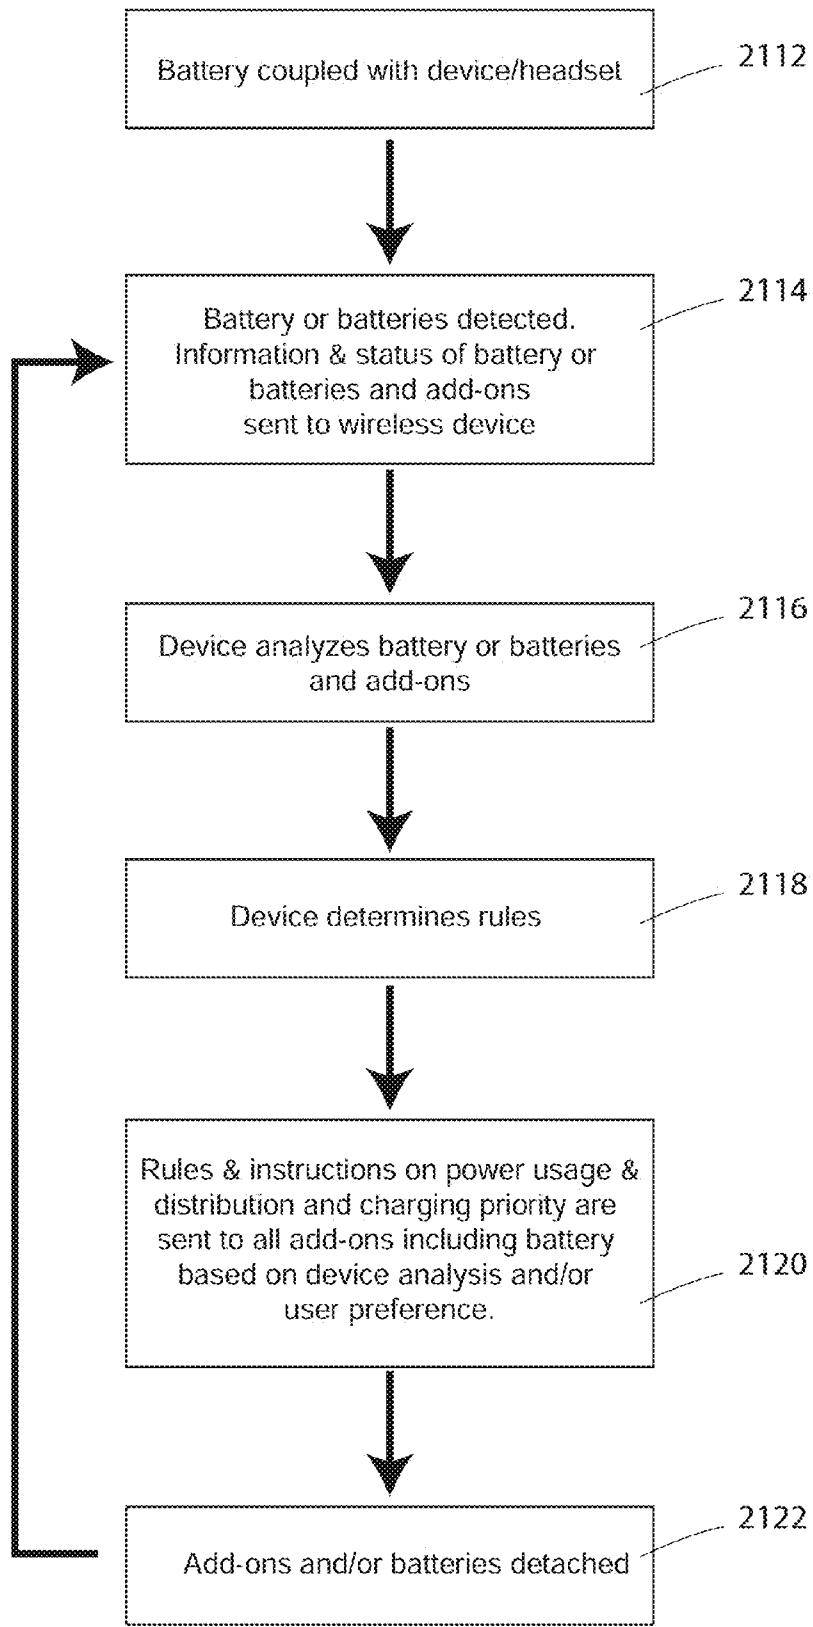 Battery coupled with device/headset
2112
Battery or batteries detected.
Information & status of battery or
batteries and add-ons
sent to wireless device
2114
Device analyzes battery or batteries
and add-ons
2116
Device determines rules
2118
Rules & instructions on power usage &
distribution and charging priority are
sent to all add-ons including battery
based on device analysis and/or
user preference.
2120
Add-ons and/or batteries detached
2122